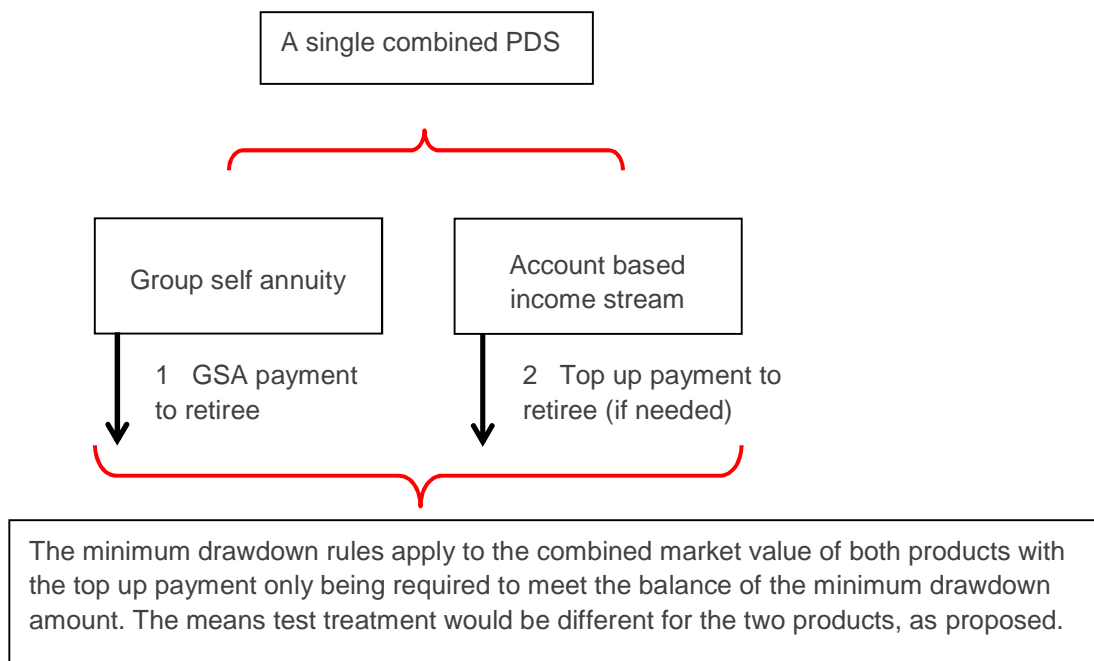 A single combined PDS
Group self annuity
Account based
income stream
1 GSA payment
to retiree
2 Top up payment to
retiree (if needed)
The minimum drawdown rules apply to the combined market value of both products with
the top up payment only being required to meet the balance of the minimum drawdown
amount. The means test treatment would be different for the two products, as proposed.